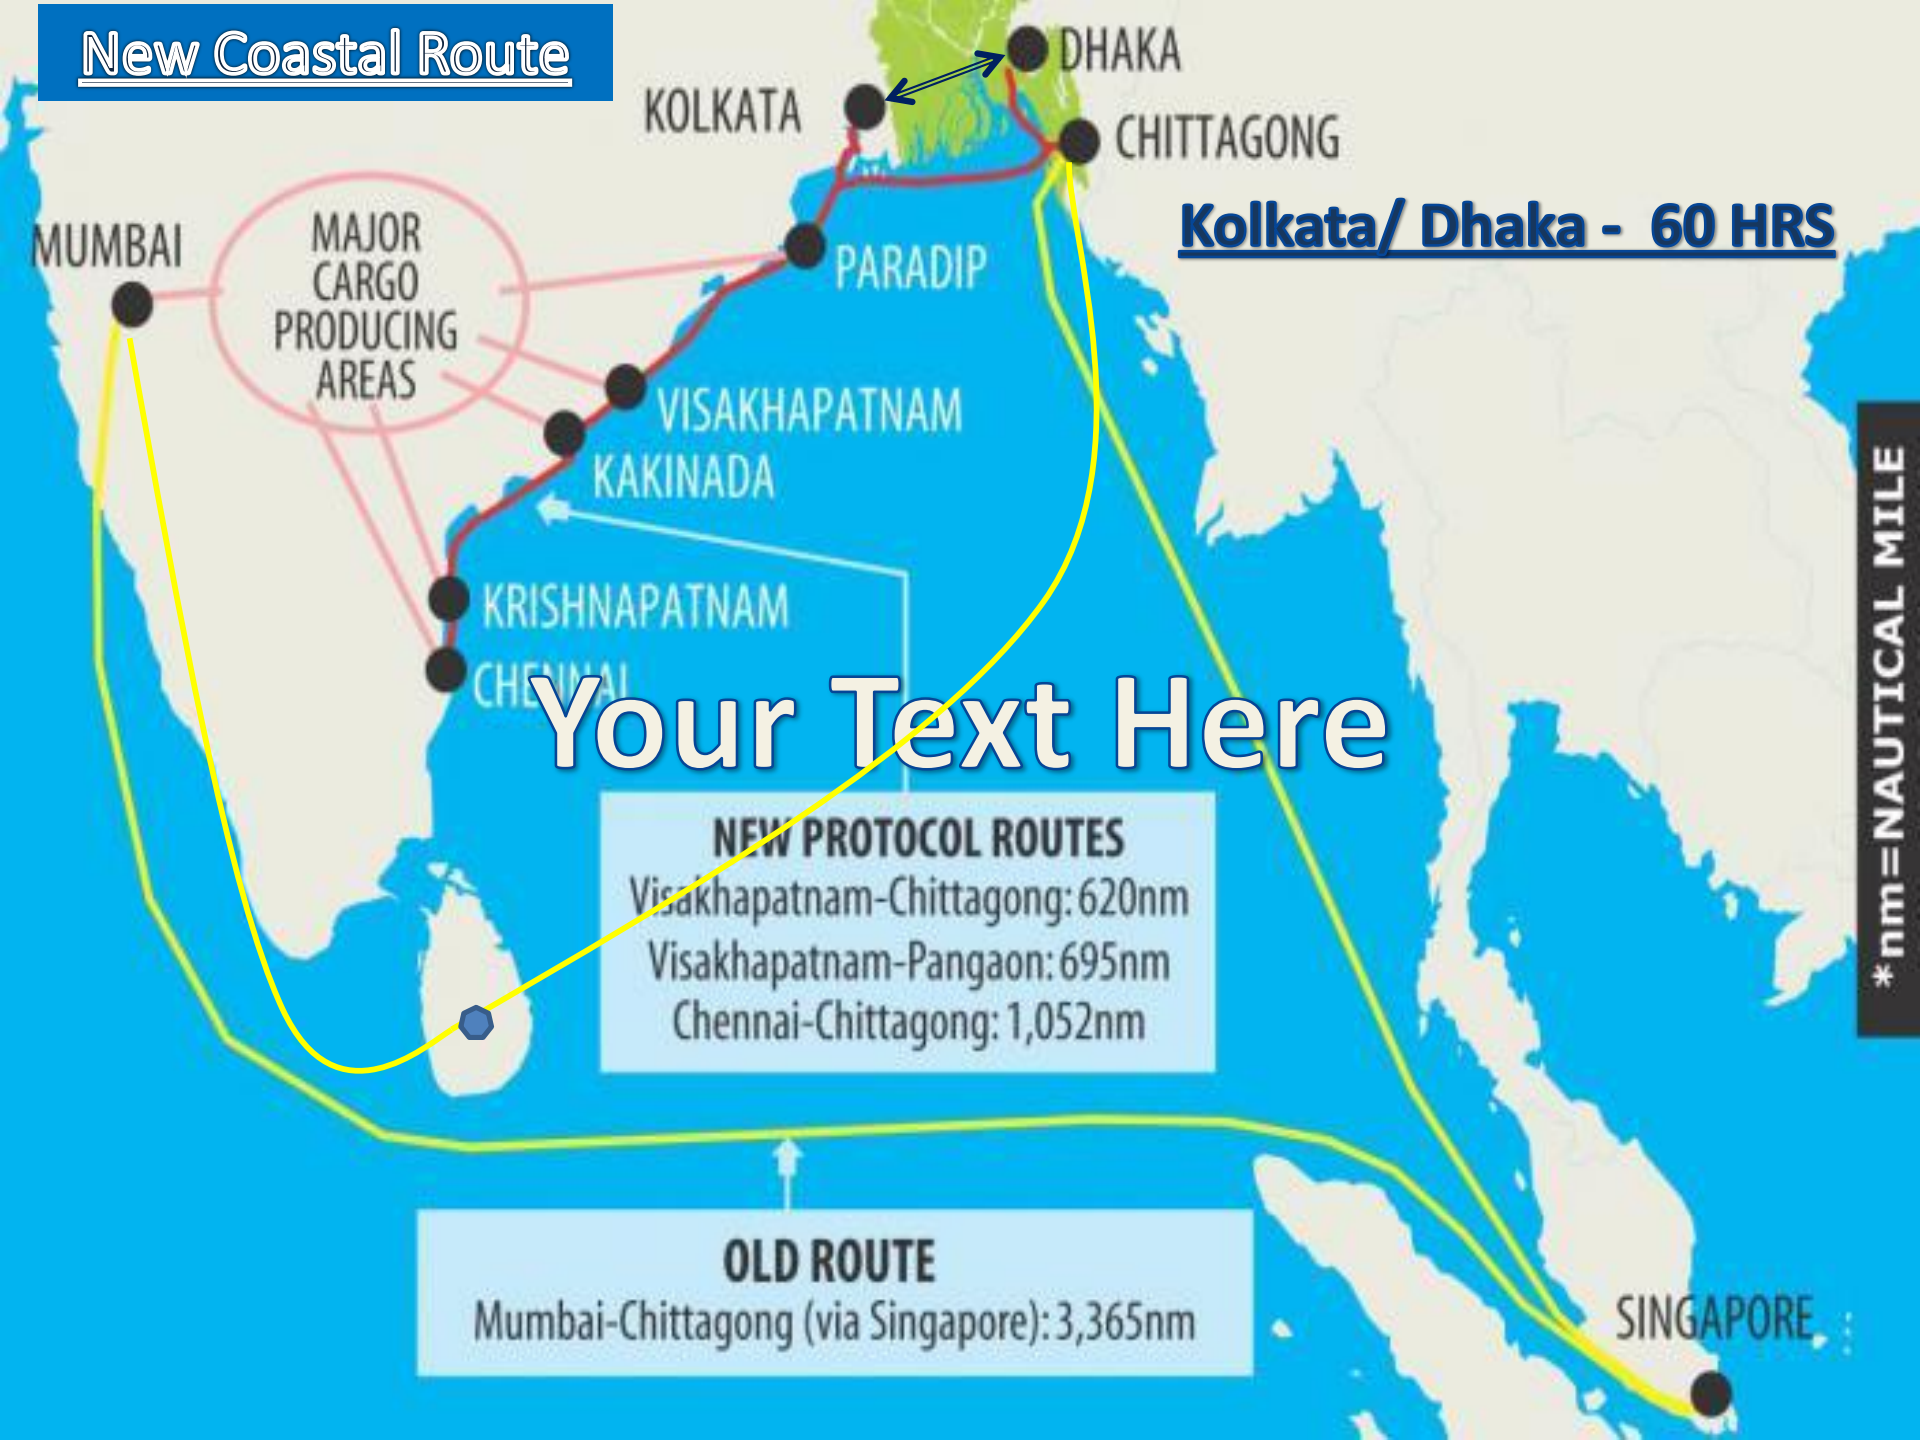 New Coastal Route
DHAKA
KOLKATA
CHITTAGONG
Kolkata/ Dhaka - 60 HRS
MUMBAI
MAJOR
CARGO
PRODUCING
AREAS
PARADIP
VISAKHAPATNAM
KAKINADA
KRISHNAPATNAM
CHENNAI
Your Text Here
*nm=NAUTICAL MILE
NEW PROTOCOL ROUTES
Visakhapatnam-Chittagong: 620nm
Visakhapatnam-Pangaon: 695nm
Chennai-Chittagong: 1,052nm
OLD ROUTE
Mumbai-Chittagong (via Singapore): 3,365nm
SINGAPORE